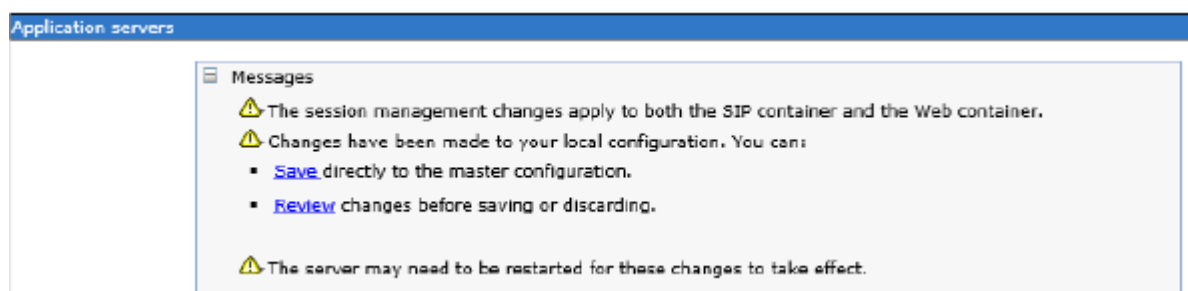 Application servers
Messages
The session management changes apply to both the SIP container and the Web container.
Changes have been made to your local configuration. You can:
Save directly to the master configuration.
Review changes before saving or discarding.
The server may need to be restarted for these changes to take effect.